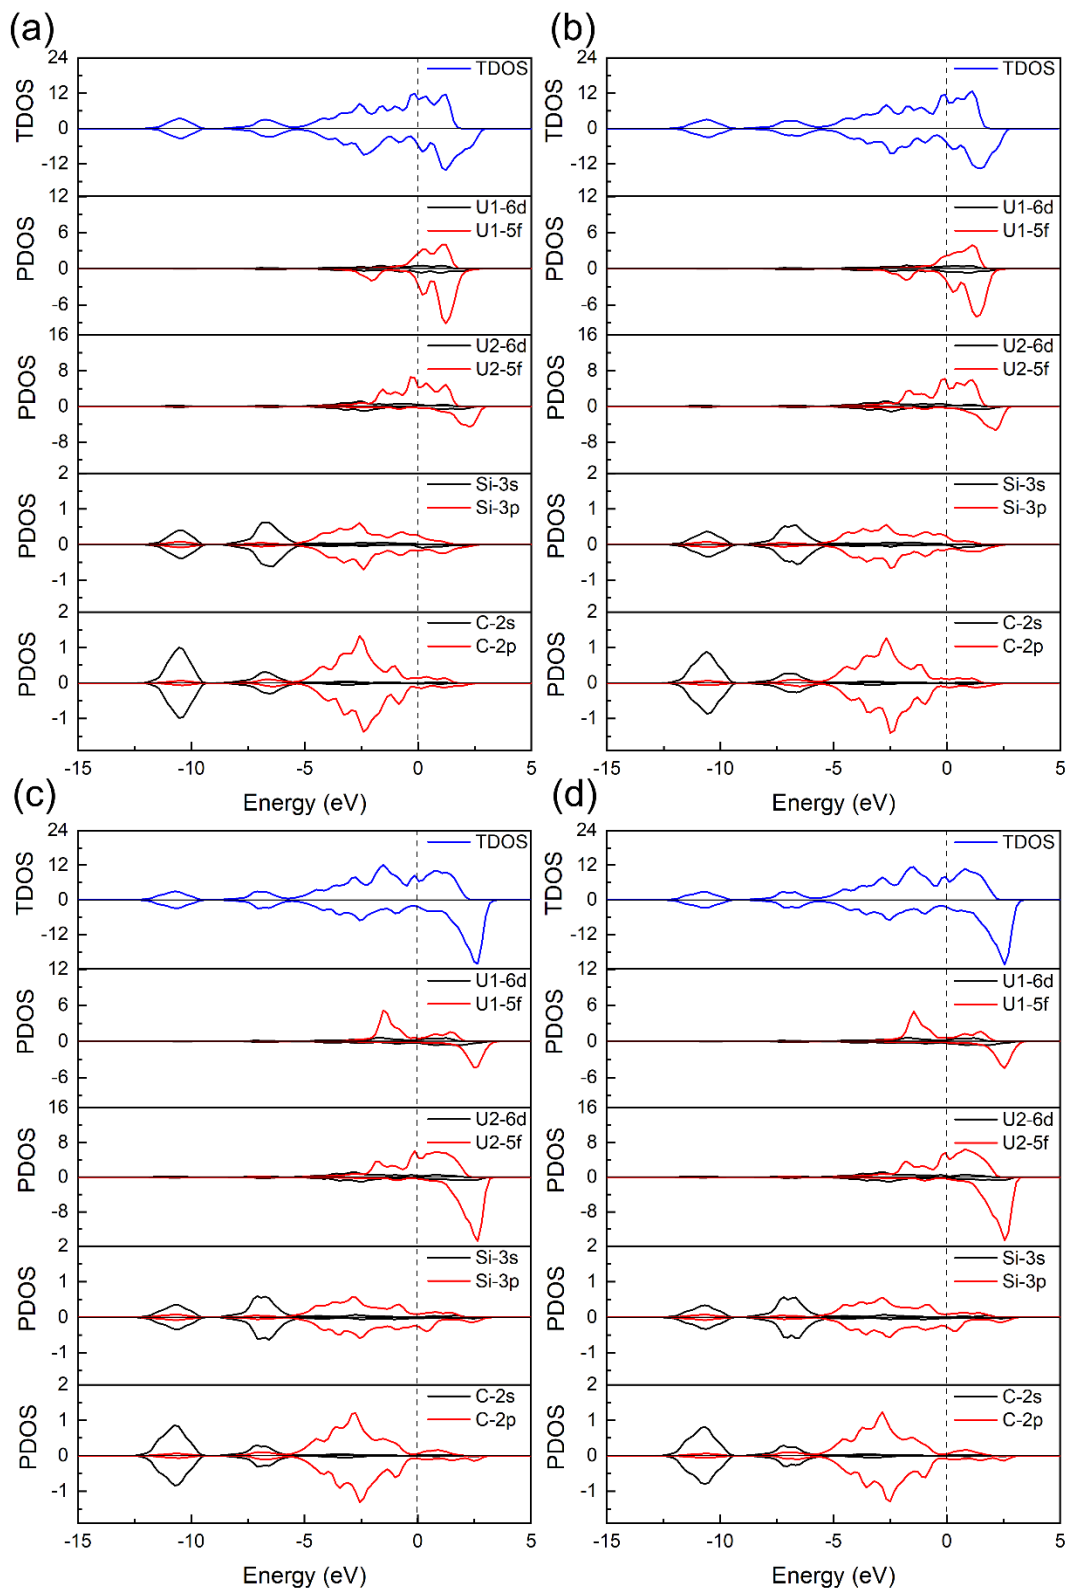 (a)
24
12
0
-12
TDOS
TDOS
12
6
0
-6
PDOS
U1-6d
U1-5f
16
8
0
-8
PDOS
U2-6d
U2-5f
2
1
0
-1
PDOS
Si-3s
Si-3p
2
1
0
-1
PDOS
C-2s
C-2p
-15
-10
-5
0
5
Energy (eV)
(b)
24
12
0
-12
TDOS
TDOS
12
6
0
-6
PDOS
U1-6d
U1-5f
16
8
0
-8
PDOS
U2-6d
U2-5f
2
1
0
-1
PDOS
Si-3s
Si-3p
2
1
0
-1
PDOS
C-2s
C-2p
-15
-10
-5
0
5
Energy (eV)
(c)
24
12
0
-12
TDOS
TDOS
12
6
0
-6
PDOS
U1-6d
U1-5f
16
8
0
-8
PDOS
U2-6d
U2-5f
2
1
0
-1
PDOS
Si-3s
Si-3p
2
1
0
-1
PDOS
C-2s
C-2p
-15
-10
-5
0
5
Energy (eV)
(d)
24
12
0
-12
TDOS
TDOS
12
6
0
-6
PDOS
U1-6d
U1-5f
16
8
0
-8
PDOS
U2-6d
U2-5f
2
1
0
-1
PDOS
Si-3s
Si-3p
2
1
0
-1
PDOS
C-2s
C-2p
-15
-10
-5
0
5
Energy (eV)